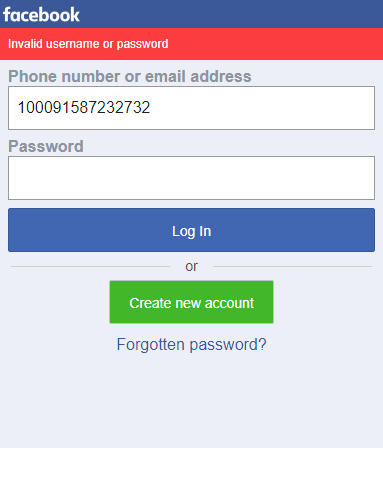 facebook
Invalid username or password
Phone number or email address
100091587232732
Password
Log In
or
Create new account
Forgotten password?